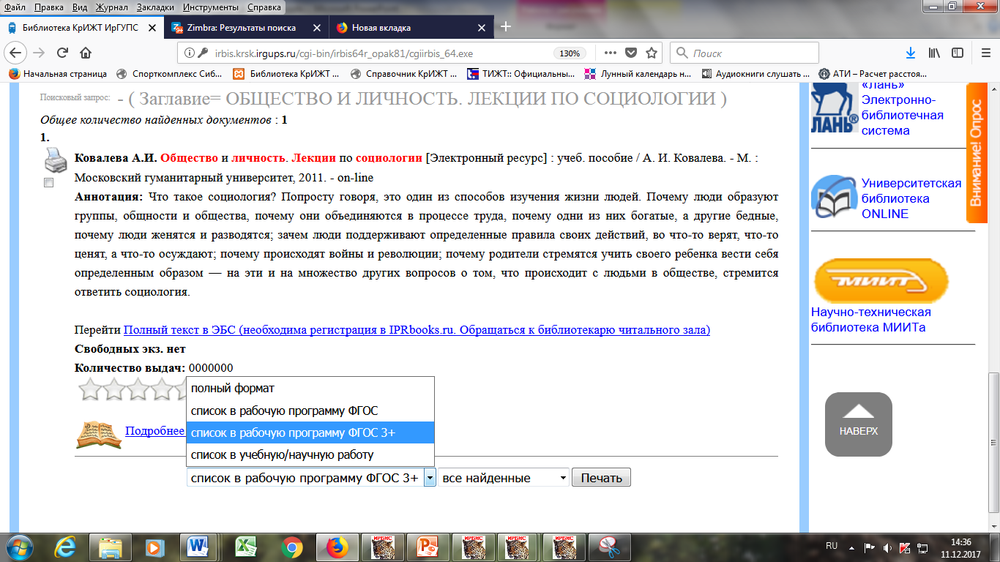 Файл Правка Вид Журнал Закладки Инструменты Справка
Библиотека КрИЖТ ИрГУПС
Zimbra: Результаты поиска
Новая вкладка
irbis.krsk.irgups.ru/cgi-bin/irbis64r_opak81/cgiirbis_64.exe
130%
Поиск
Начальная страница
Спорткомплекс Сиб...
Библиотека КрИЖТ ...
Справочник КрИЖТ ...
ТИЖТ:: Официальны...
Лунный календарь н...
Аудиокниги слушать ...
АТИ – Расчет расстоя...
Поисковый запрос: - ( Заглавие= ОБЩЕСТВО И ЛИЧНОСТЬ. ЛЕКЦИИ ПО СОЦИОЛОГИИ )
Общее количество найденных документов : 1
1.
Ковалева А.И. Общество и личность. Лекции по социологии [Электронный ресурс] : учеб. пособие / А. И. Ковалева. - М. :
Московский гуманитарный университет, 2011. - on-line
Аннотация: Что такое социология? Попросту говоря, это один из способов изучения жизни людей. Почему люди образуют
группы, общности и общества, почему они объединяются в процессе труда, почему одни из них богатые, а другие бедные,
почему люди женятся и разводятся; зачем люди поддерживают определенные правила своих действий, во что-то верят, что-то
ценят, а что-то осуждают; почему происходят войны и революции; почему родители стремятся учить своего ребенка вести себя
определенным образом — на эти и на множество других вопросов о том, что происходит с людьми в обществе, стремится
ответить социология.
Перейти Полный текст в ЭБС (необходима регистрация в IPRbooks.ru. Обращаться к библиотекарю читального зала)
Свободных экз. нет
Количество выдач: 0000000
полный формат
список в рабочую программу ФГОС
Подробнее
список в рабочую программу ФГОС 3+
список в учебную/научную работу
список в рабочую программу ФГОС 3+
все найденные
Печать
ЛАНЬ®
«Лань»
Электронно-
библиотечная
система
Университетская
библиотека
ONLINE
МИИТ
Научно-техническая
библиотека МИИТа
НАВЕРХ
Внимание! Опрос
ИРБИС
ИРБИС
ИРБИС
ИРБИС
RU
14:36
11.12.2017